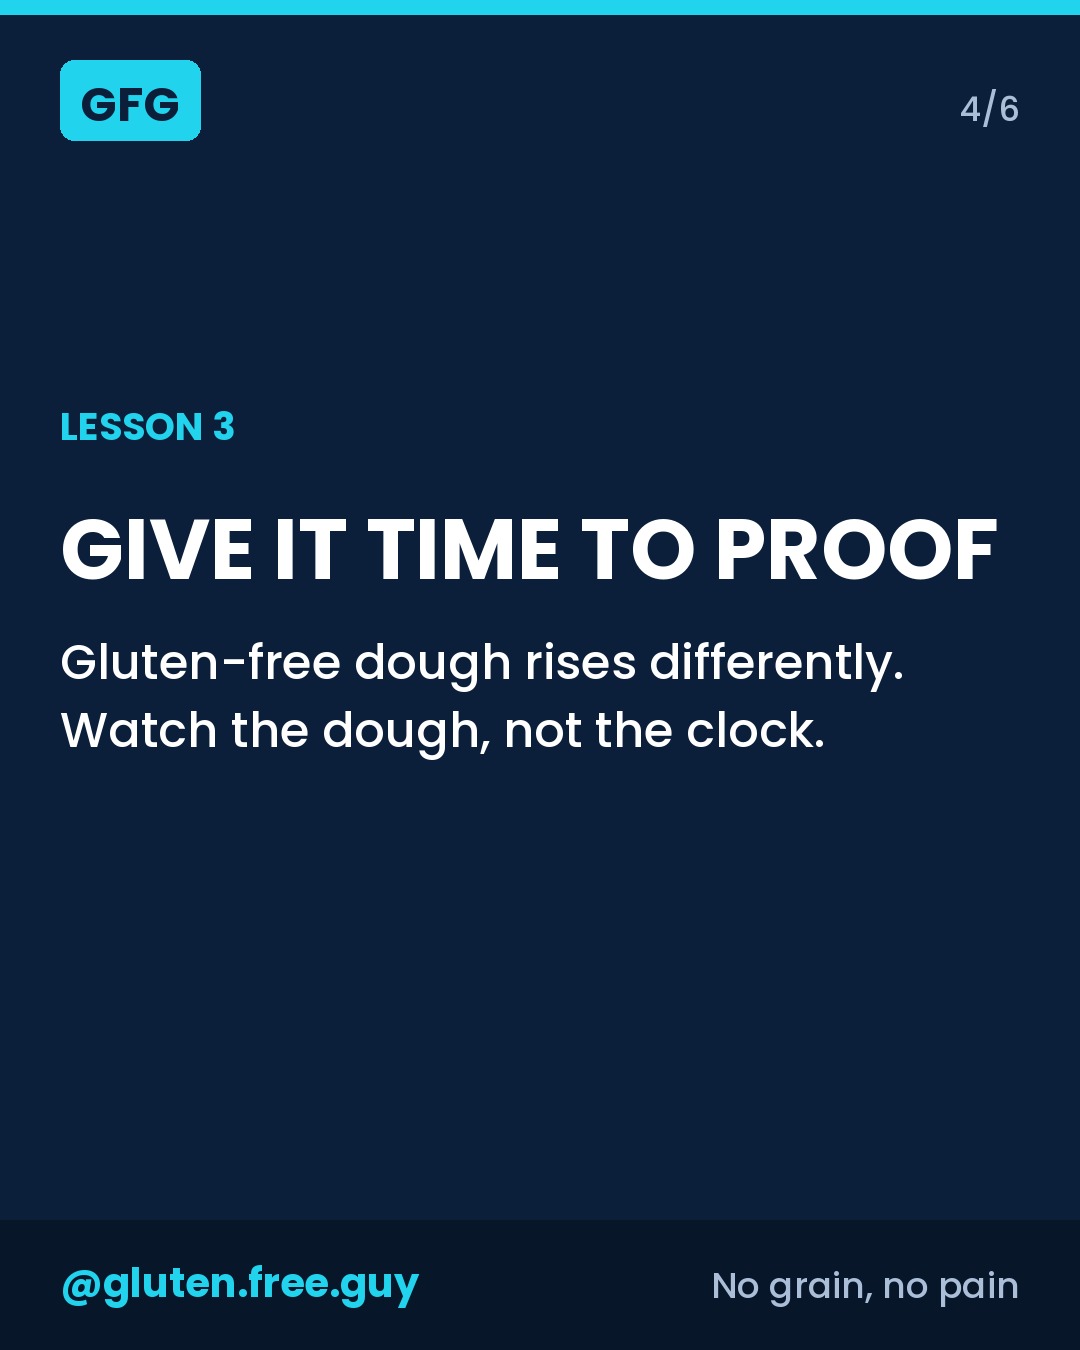 GFG
4/6
LESSON 3
GIVE IT TIME TO PROOF
Gluten-free dough rises differently.
Watch the dough, not the clock.
@gluten.free.guy
No grain, no pain